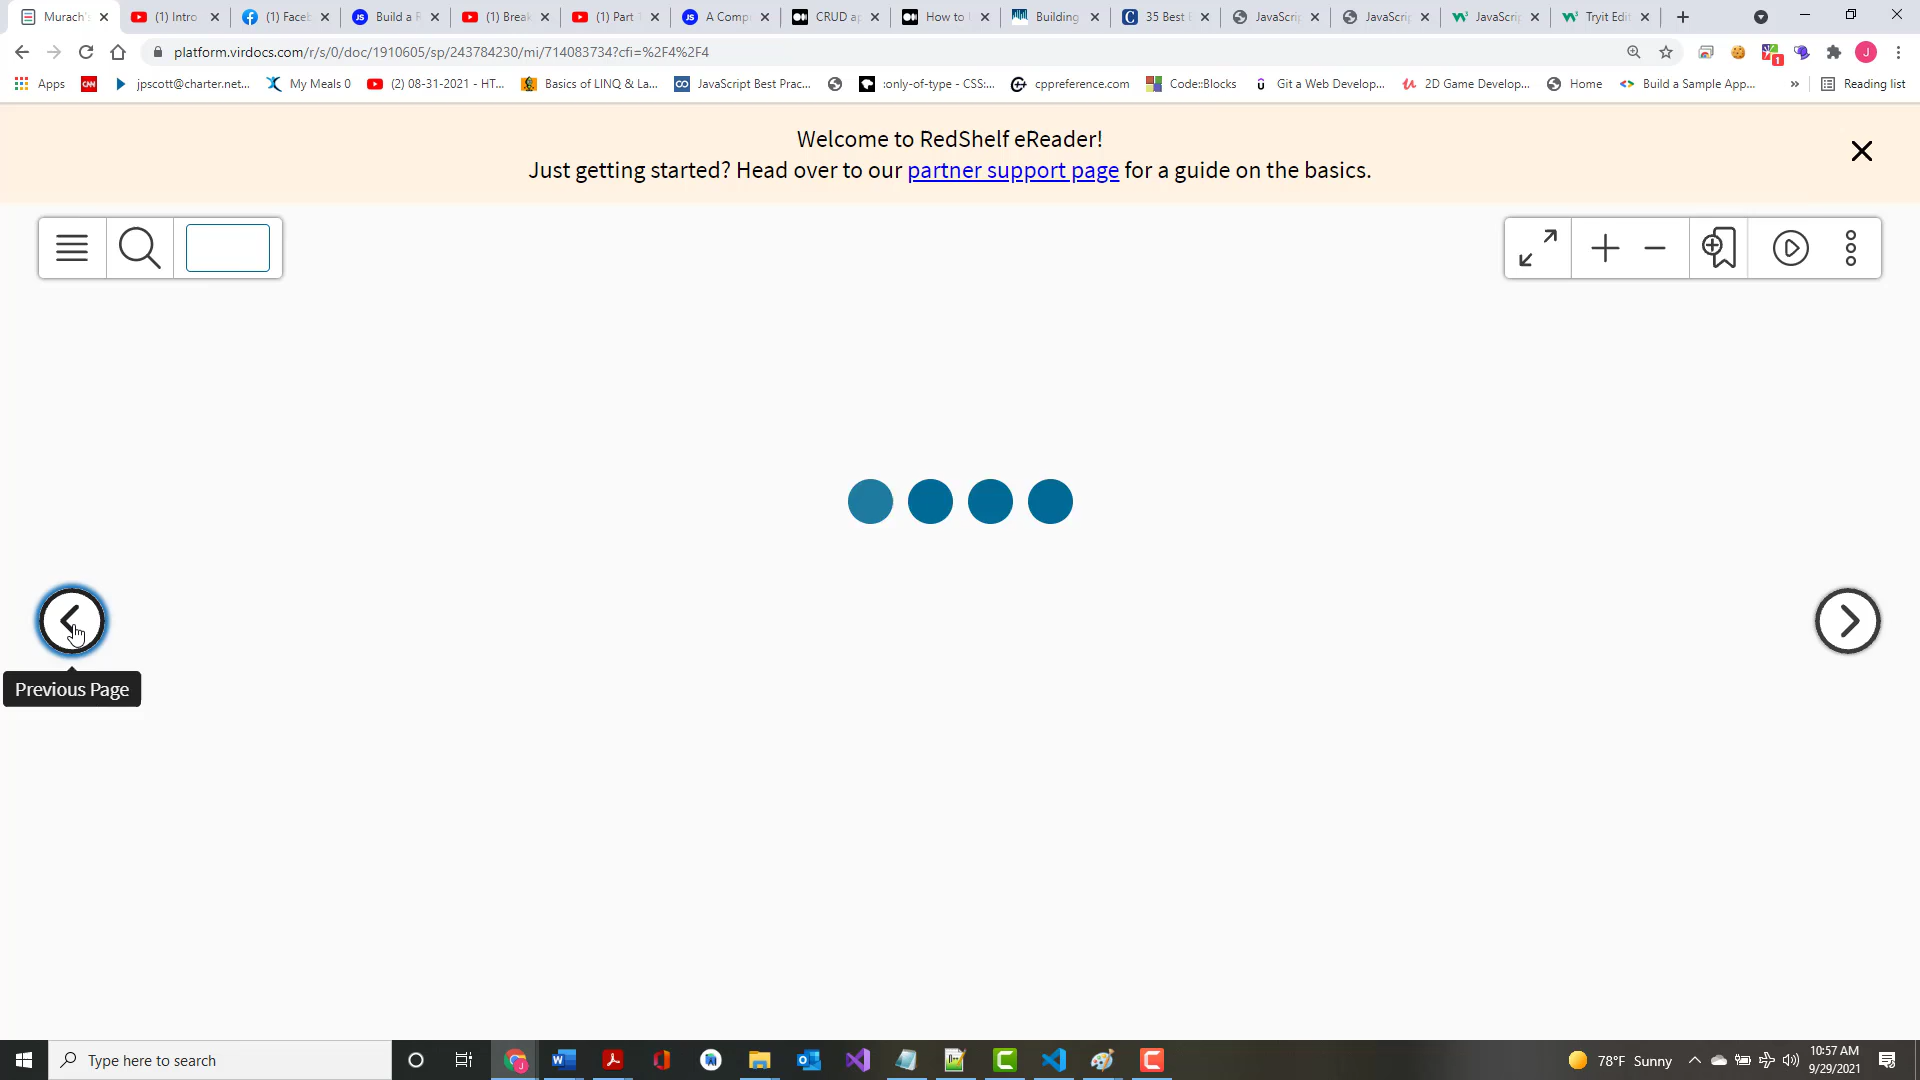 Murach's
(1) Intro
(1) Faceb
Build a F
(1) Break
(1) Part 1
A Comp
CRUD ap
How to
Building
35 Best
JavaScrip
JavaScrip
JavaScrip
Tryit Edit
platform.virdocs.com/r/s/0/doc/1910605/sp/243784230/mi/714083734?cfi=%2F4%2F4
Apps
jpscott@charter.net...
My Meals 0
(2) 08-31-2021 - HT...
Basics of LINQ & La...
JavaScript Best Prac...
:only-of-type - CSS:...
cppreference.com
Code::Blocks
Git a Web Develop...
2D Game Develop...
Home
Build a Sample App...
»
Reading list
Welcome to RedShelf eReader!
Just getting started? Head over to our partner support page for a guide on the basics.
Previous Page
Type here to search
78°F Sunny
10:57 AM
9/29/2021